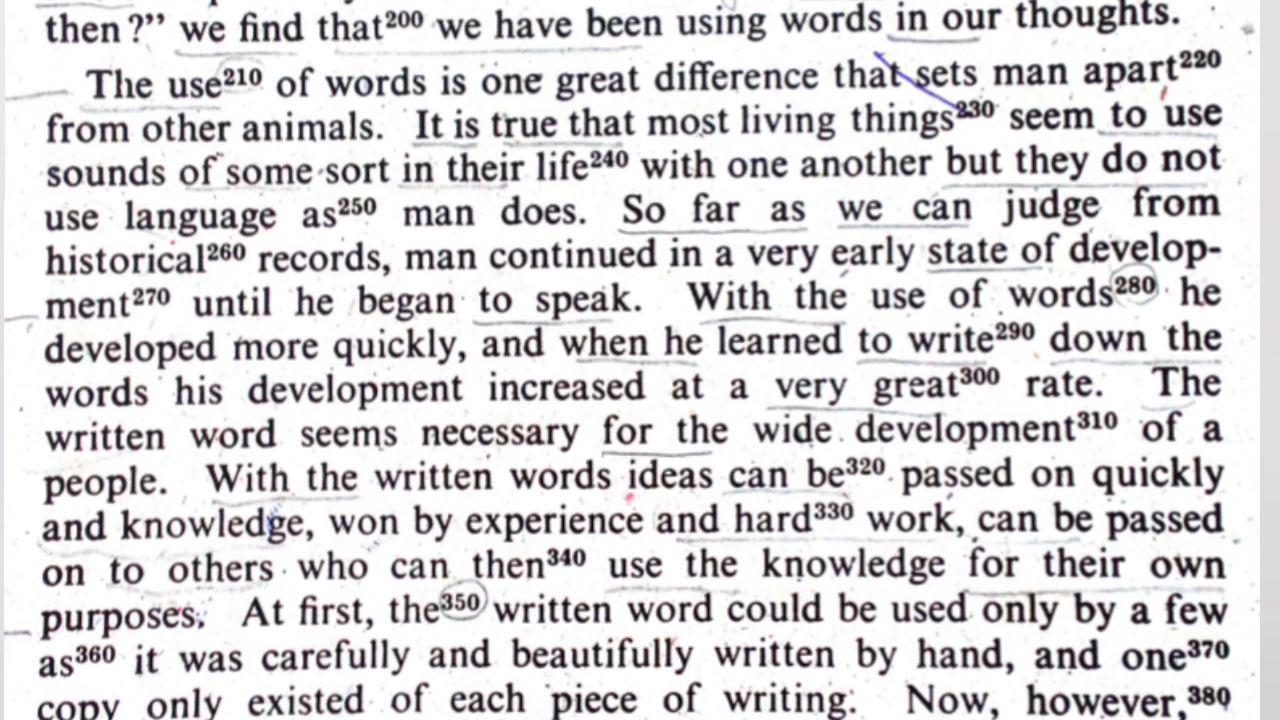 then?” we find that²⁰⁰ we have been using words in our thoughts.
The use²¹⁰ of words is one great difference that sets man apart²²⁰
from other animals. It is true that most living things²³⁰ seem to use
sounds of some sort in their life²⁴⁰ with one another but they do not
use language as²⁵⁰ man does. So far as we can judge from
historical²⁶⁰ records, man continued in a very early state of develop-
ment²⁷⁰ until he began to speak. With the use of words²⁸⁰ he
developed more quickly, and when he learned to write²⁹⁰ down the
words his development increased at a very great³⁰⁰ rate. The
written word seems necessary for the wide development³¹⁰ of a
people. With the written words ideas can be³²⁰ passed on quickly
and knowledge, won by experience and hard³³⁰ work, can be passed
on to others who can then³⁴⁰ use the knowledge for their own
purposes. At first, the³⁵⁰ written word could be used only by a few
as³⁶⁰ it was carefully and beautifully written by hand, and one³⁷⁰
copy only existed of each piece of writing. Now, however,³⁸⁰